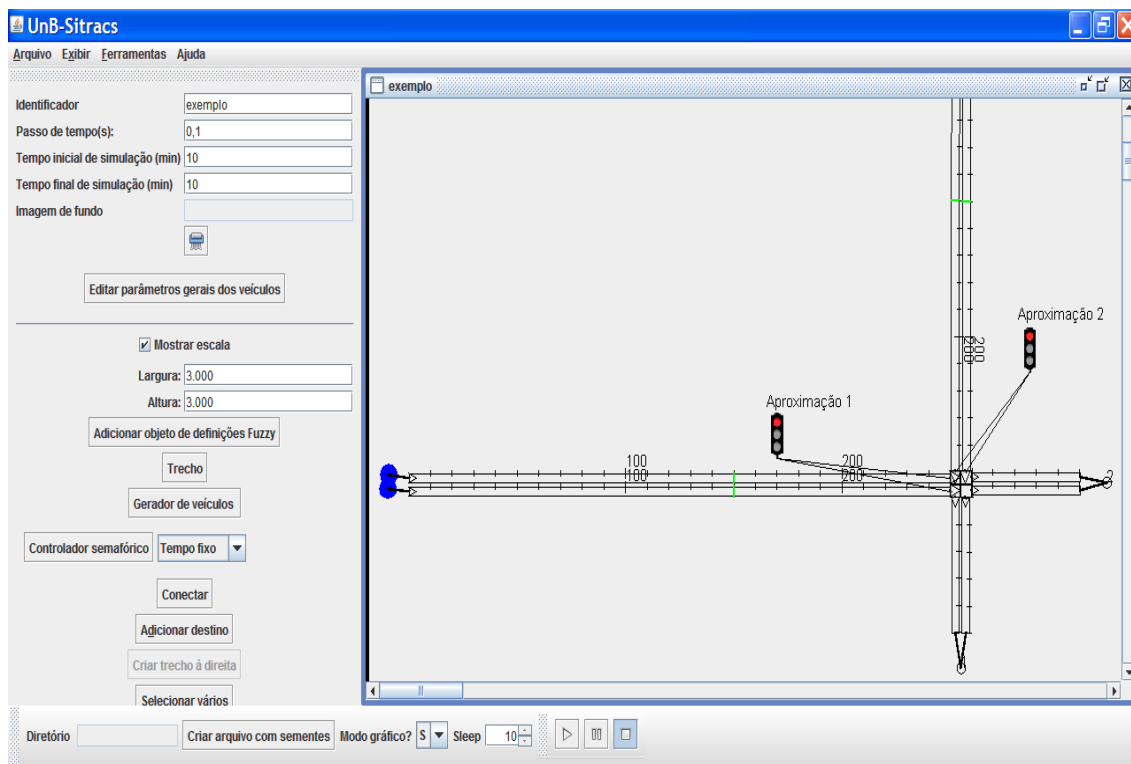 UnB-Sitracs
Arquivo Exibir Ferramentas Ajuda
Identificador exemplo
Passo de tempo(s): 0,1
Tempo inicial de simulação (min) 10
Tempo final de simulação (min) 10
Imagem de fundo
Editar parâmetros gerais dos veículos
Mostrar escala
Largura: 3.000
Altura: 3.000
Adicionar objeto de definições Fuzzy
Trecho
Gerador de veículos
Controlador semafórico Tempo fixo
Conectar
Adicionar destino
Criar trecho à direita
Selecionar vários
exemplo
Aproximação 2
200
200
Aproximação 1
100 200
100 200
2
Diretório Criar arquivo com sementes Modo gráfico? S Sleep 10